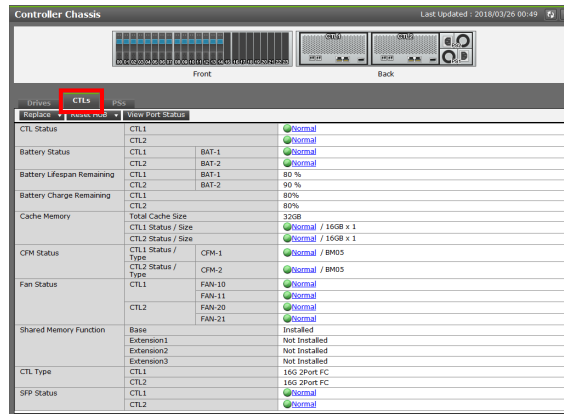 Controller Chassis
Last Updated : 2018/03/26 00:49
CTL1
CTL2
Front
Back
Drives
CTLs
PSs
Replace
Reset HUB
View Port Status
CTL Status CTL1 Normal
CTL2 Normal
Battery Status CTL1 BAT-1 Normal
CTL2 BAT-2 Normal
Battery Lifespan Remaining CTL1 BAT-1 80 %
CTL2 BAT-2 90 %
Battery Charge Remaining CTL1 80%
CTL2 80%
Cache Memory Total Cache Size 32GB
CTL1 Status / Size Normal / 16GB x 1
CTL2 Status / Size Normal / 16GB x 1
CFM Status CTL1 Status / Type CFM-1 Normal / BM05
CTL2 Status / Type CFM-2 Normal / BM05
Fan Status CTL1 FAN-10 Normal
FAN-11 Normal
CTL2 FAN-20 Normal
FAN-21 Normal
Shared Memory Function Base Installed
Extension1 Not Installed
Extension2 Not Installed
Extension3 Not Installed
CTL Type CTL1 16G 2Port FC
CTL2 16G 2Port FC
SFP Status CTL1 Normal
CTL2 Normal